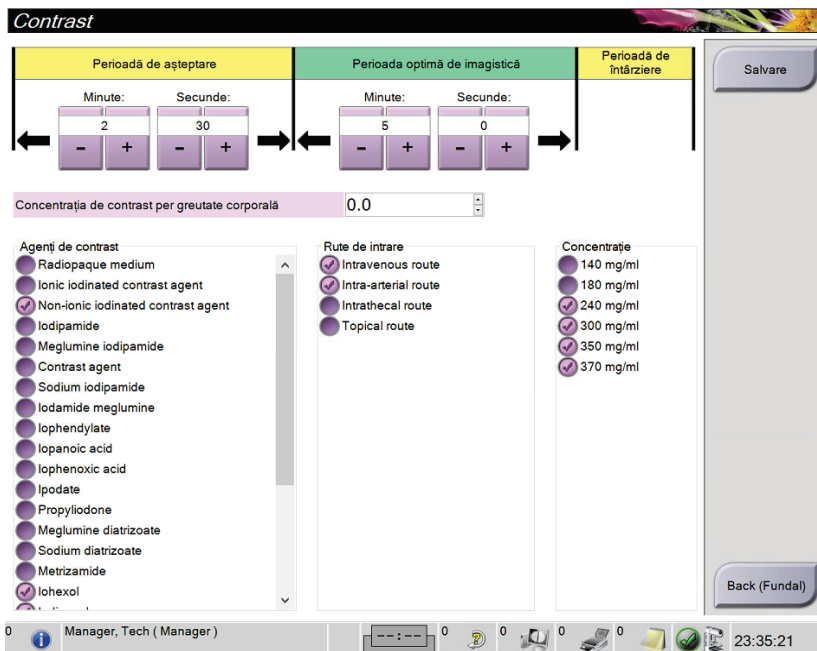 Contrast
Perioadă de așteptare
Perioada optimă de imagistică
Perioadă de
întârziere
Salvare
Minute:
Secunde:
Minute:
Secunde:
2
30
5
0
- +
- +
- +
- +
Concentrația de contrast per greutate corporală
0.0
Agenți de contrast
Radiopaque medium
Ionic iodinated contrast agent
Non-ionic iodinated contrast agent
Iodipamide
Meglumine iodipamide
Contrast agent
Sodium iodipamide
Iodamide meglumine
Iophendylate
Iopanoic acid
Iophenoxic acid
Ipodate
Propyliodone
Meglumine diatrizoate
Sodium diatrizoate
Metrizamide
Iohexol
Rute de intrare
Intravenous route
Intra-arterial route
Intrathecal route
Topical route
Concentrație
140 mg/ml
180 mg/ml
240 mg/ml
300 mg/ml
350 mg/ml
370 mg/ml
Back (Fundal)
0
Manager, Tech ( Manager )
--:--
0
0
0
0
23:35:21